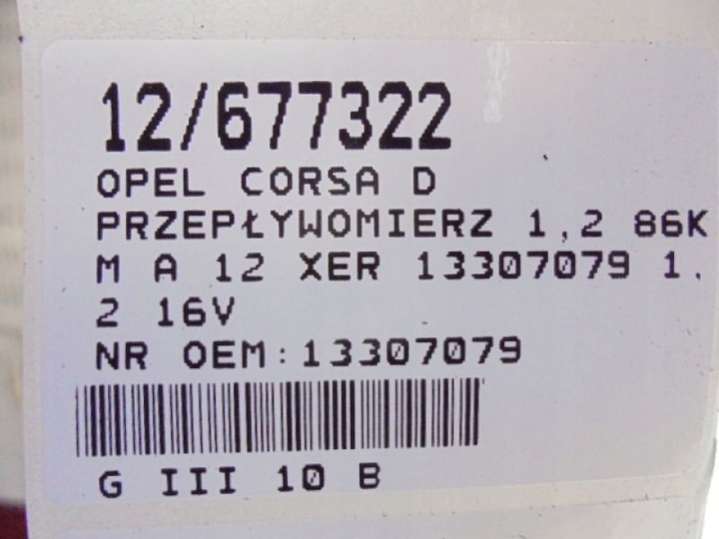 12/677322
OPEL CORSA D
PRZEPŁYWOMIERZ 1,2 86K
M A 12 XER 13307079 1.
2 16V
NR OEM:13307079
G III 10 B